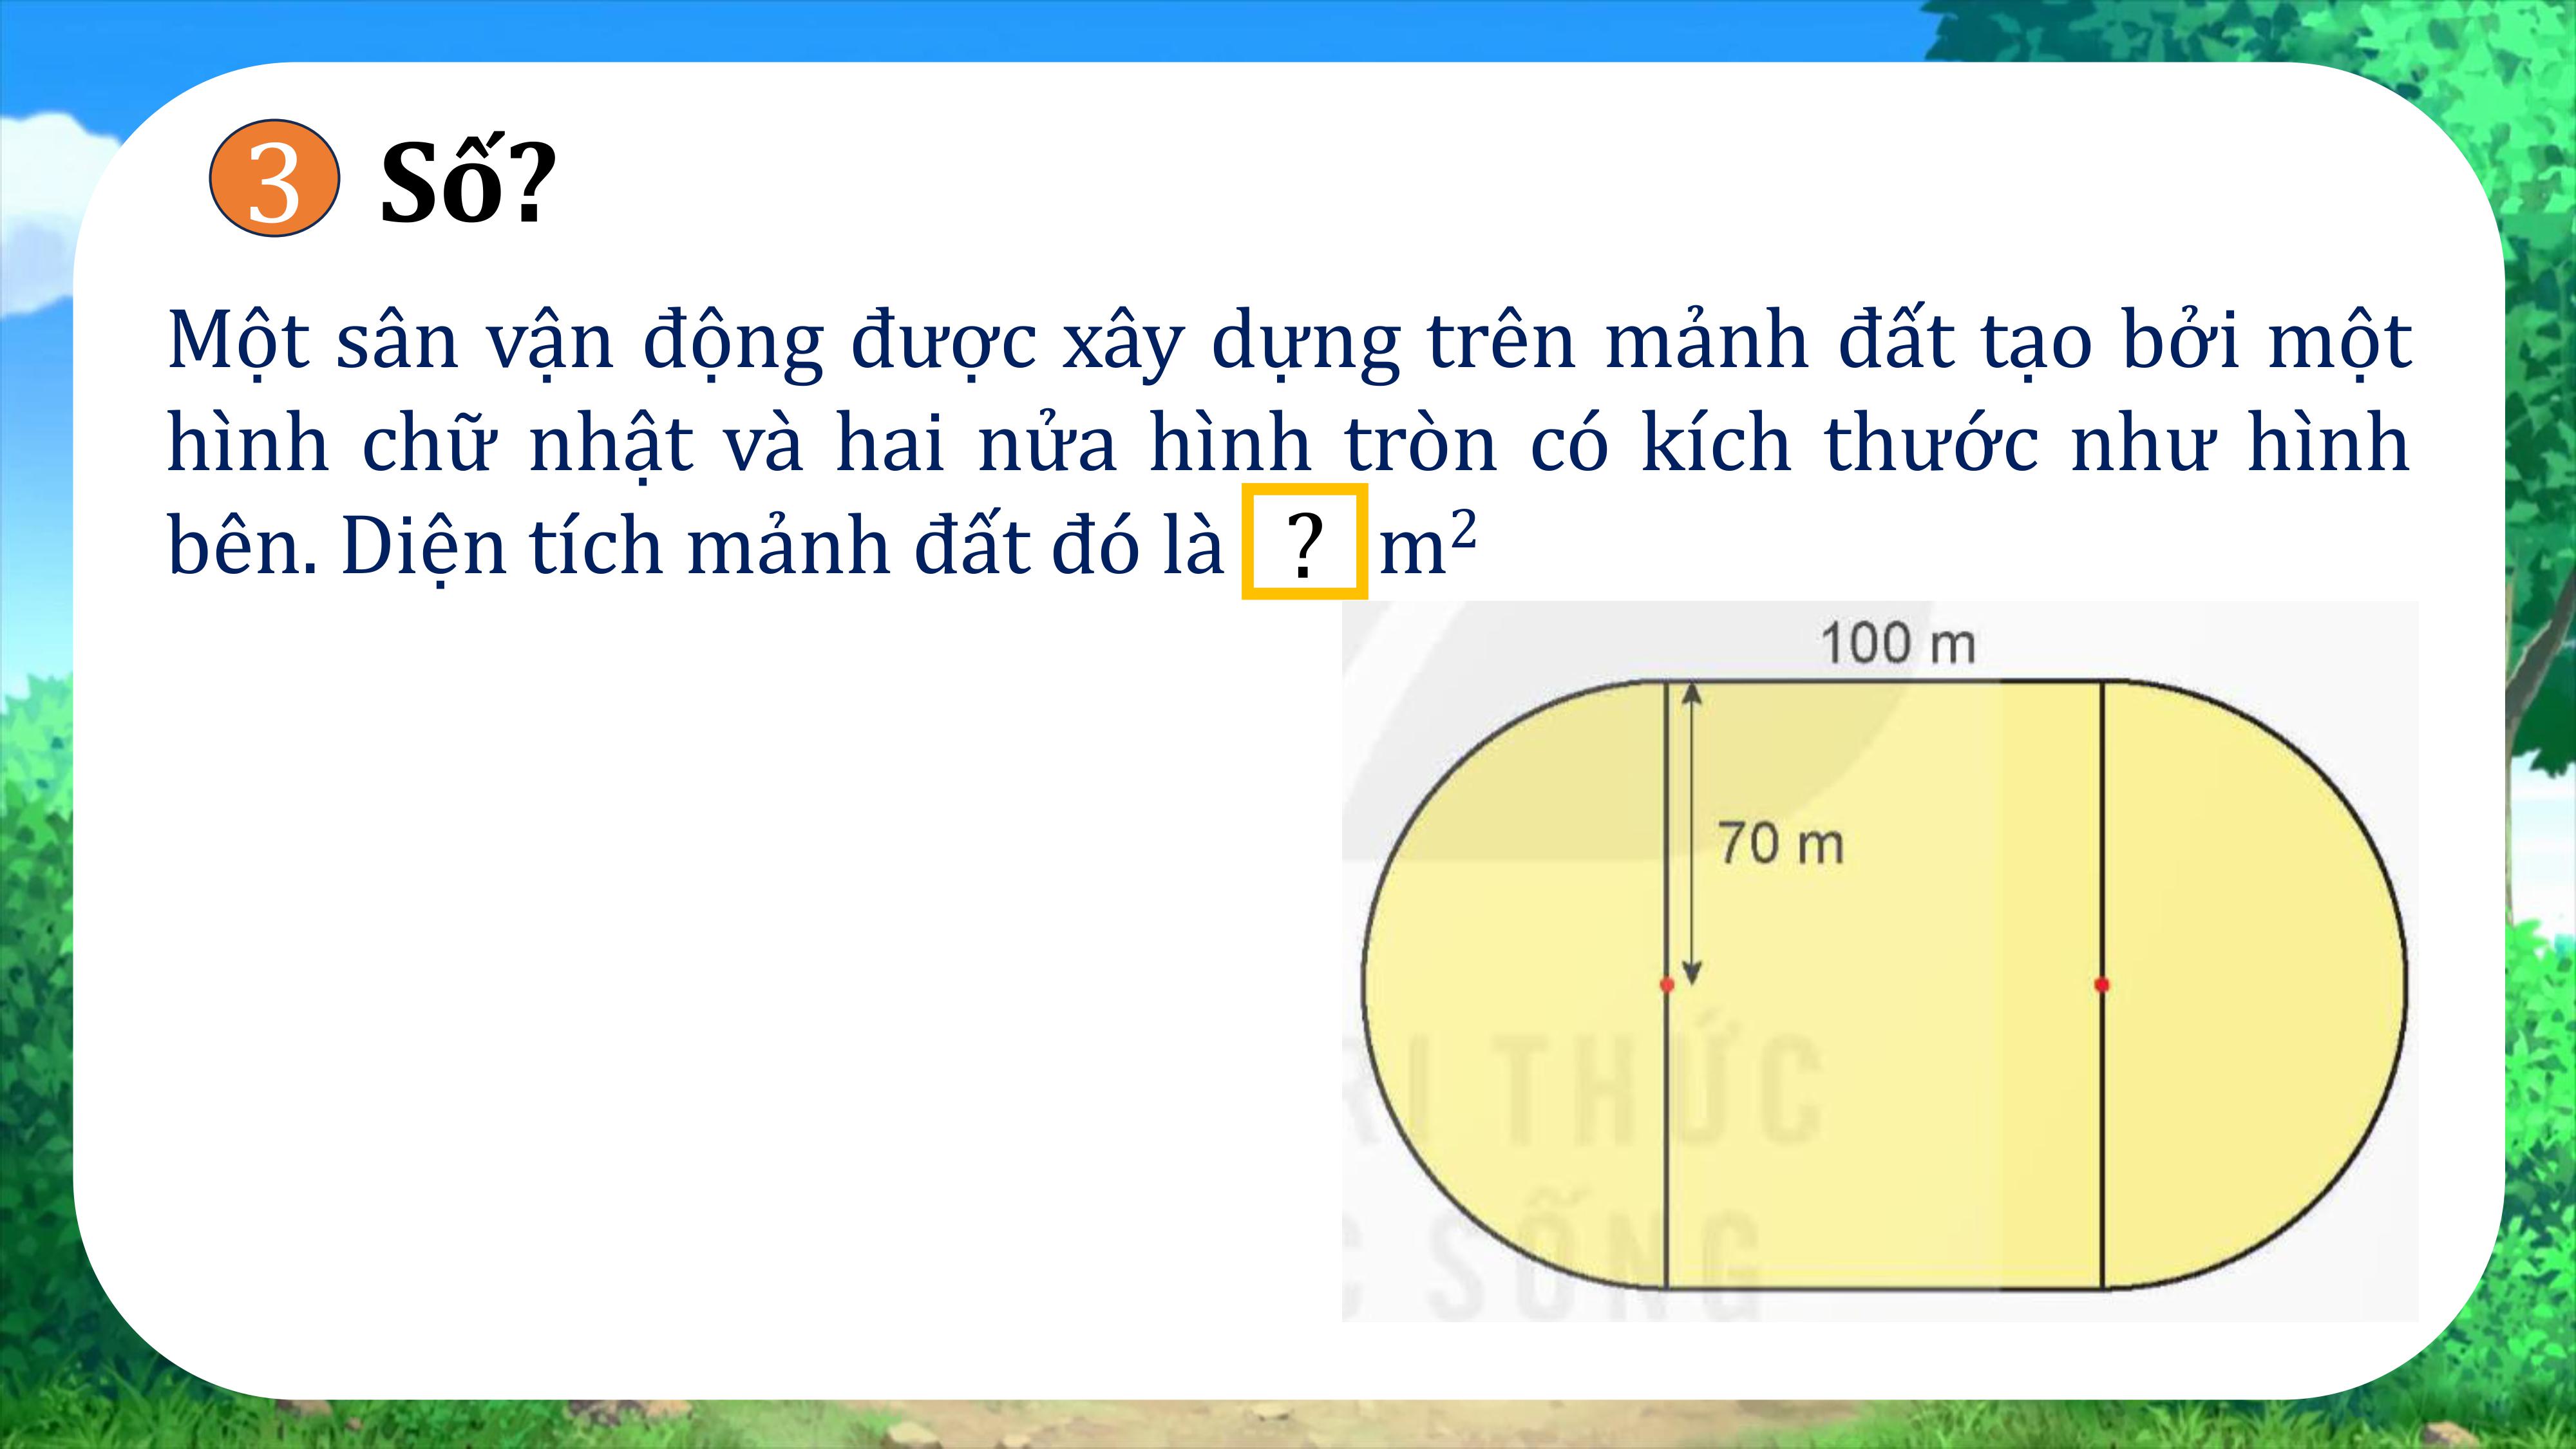 3 Số?
Một sân vận động được xây dựng trên mảnh đất tạo bởi một
hình chữ nhật và hai nửa hình tròn có kích thước như hình
bên. Diện tích mảnh đất đó là ? m²
100 m
70 m
RI THỨC
C SỐNG